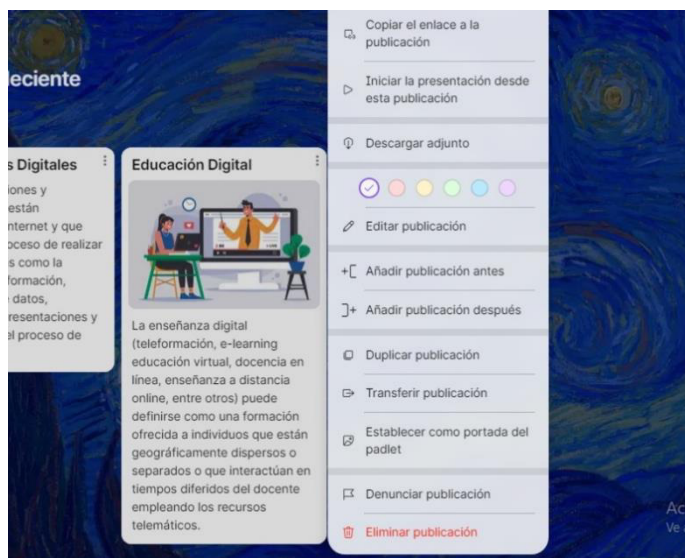 leciente
s Digitales
iones y
están
nternet y que
oceso de realizar
s como la
formación,
datos,
resentaciones y
el proceso de
Educación Digital
La enseñanza digital
(teleformación, e-learning
educación virtual, docencia en
línea, enseñanza a distancia
online, entre otros) puede
definirse como una formación
ofrecida a individuos que están
geográficamente dispersos o
separados o que interactúan en
tiempos diferidos del docente
empleando los recursos
telemáticos.
Copiar el enlace a la
publicación
Iniciar la presentación desde
esta publicación
Descargar adjunto
Editar publicación
Añadir publicación antes
Añadir publicación después
Duplicar publicación
Transferir publicación
Establecer como portada del
padlet
Denunciar publicación
Eliminar publicación
Ac
Ve